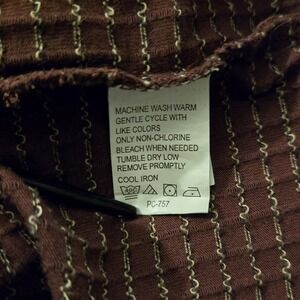 MACHINE WASH WARM
GENTLE CYCLE WITH
LIKE COLORS
ONLY NON-CHLORINE
BLEACH WHEN NEEDED
TUMBLE DRY LOW
REMOVE PROMPTLY
COOL IRON
PC-757